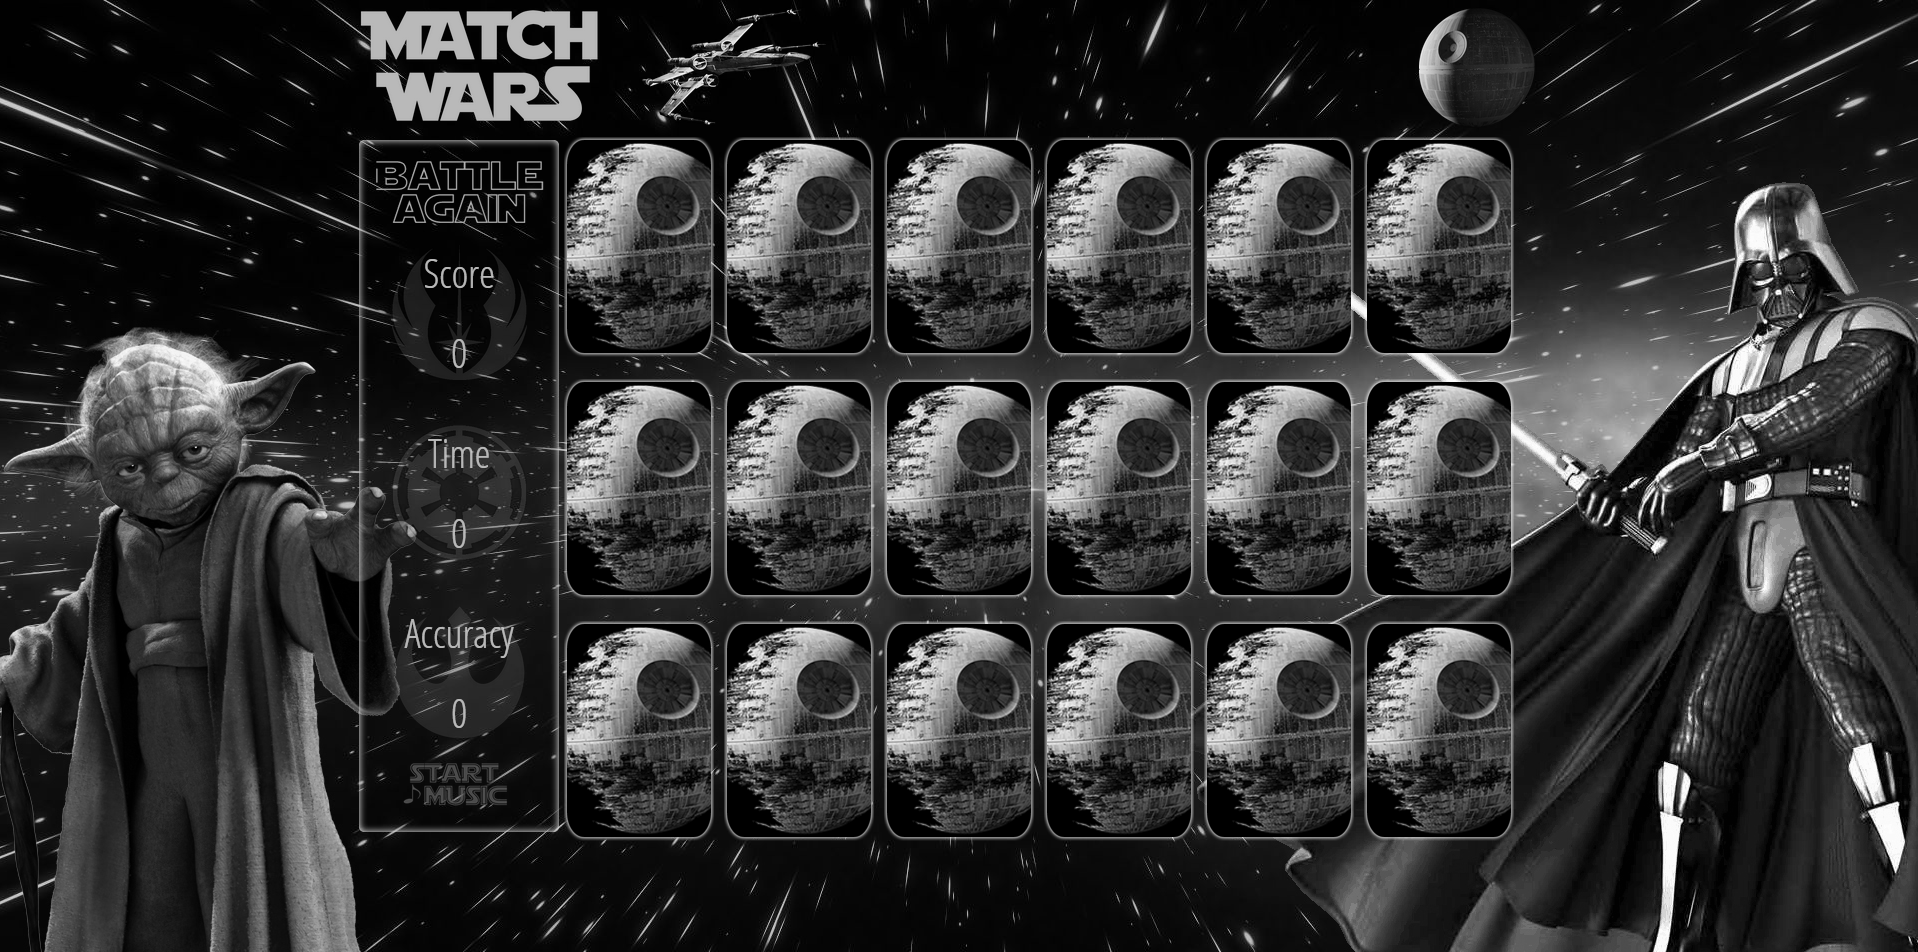 MATCH
WARS
BATTLE
AGAIN
Score
0
Time
0
Accuracy
0
START
♪MUSIC